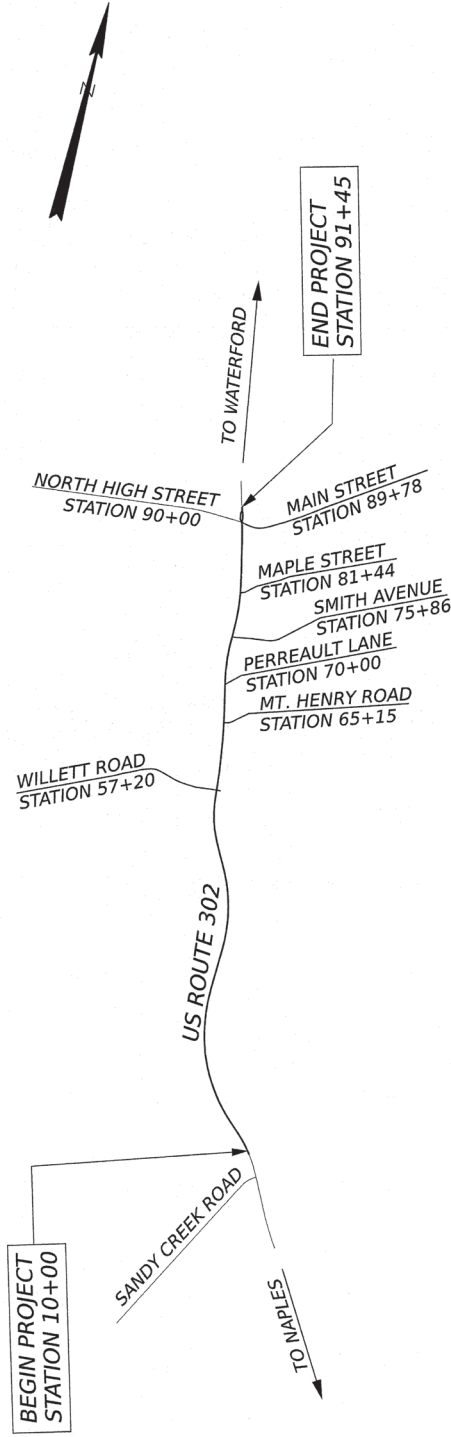 N
END PROJECT
STATION 91+45
TO WATERFORD
NORTH HIGH STREET
STATION 90+00
MAIN STREET
STATION 89+78
MAPLE STREET
STATION 81+44
SMITH AVENUE
STATION 75+86
PERREAULT LANE
STATION 70+00
MT. HENRY ROAD
STATION 65+15
WILLETT ROAD
STATION 57+20
US ROUTE 302
SANDY CREEK ROAD
BEGIN PROJECT
STATION 10+00
TO NAPLES